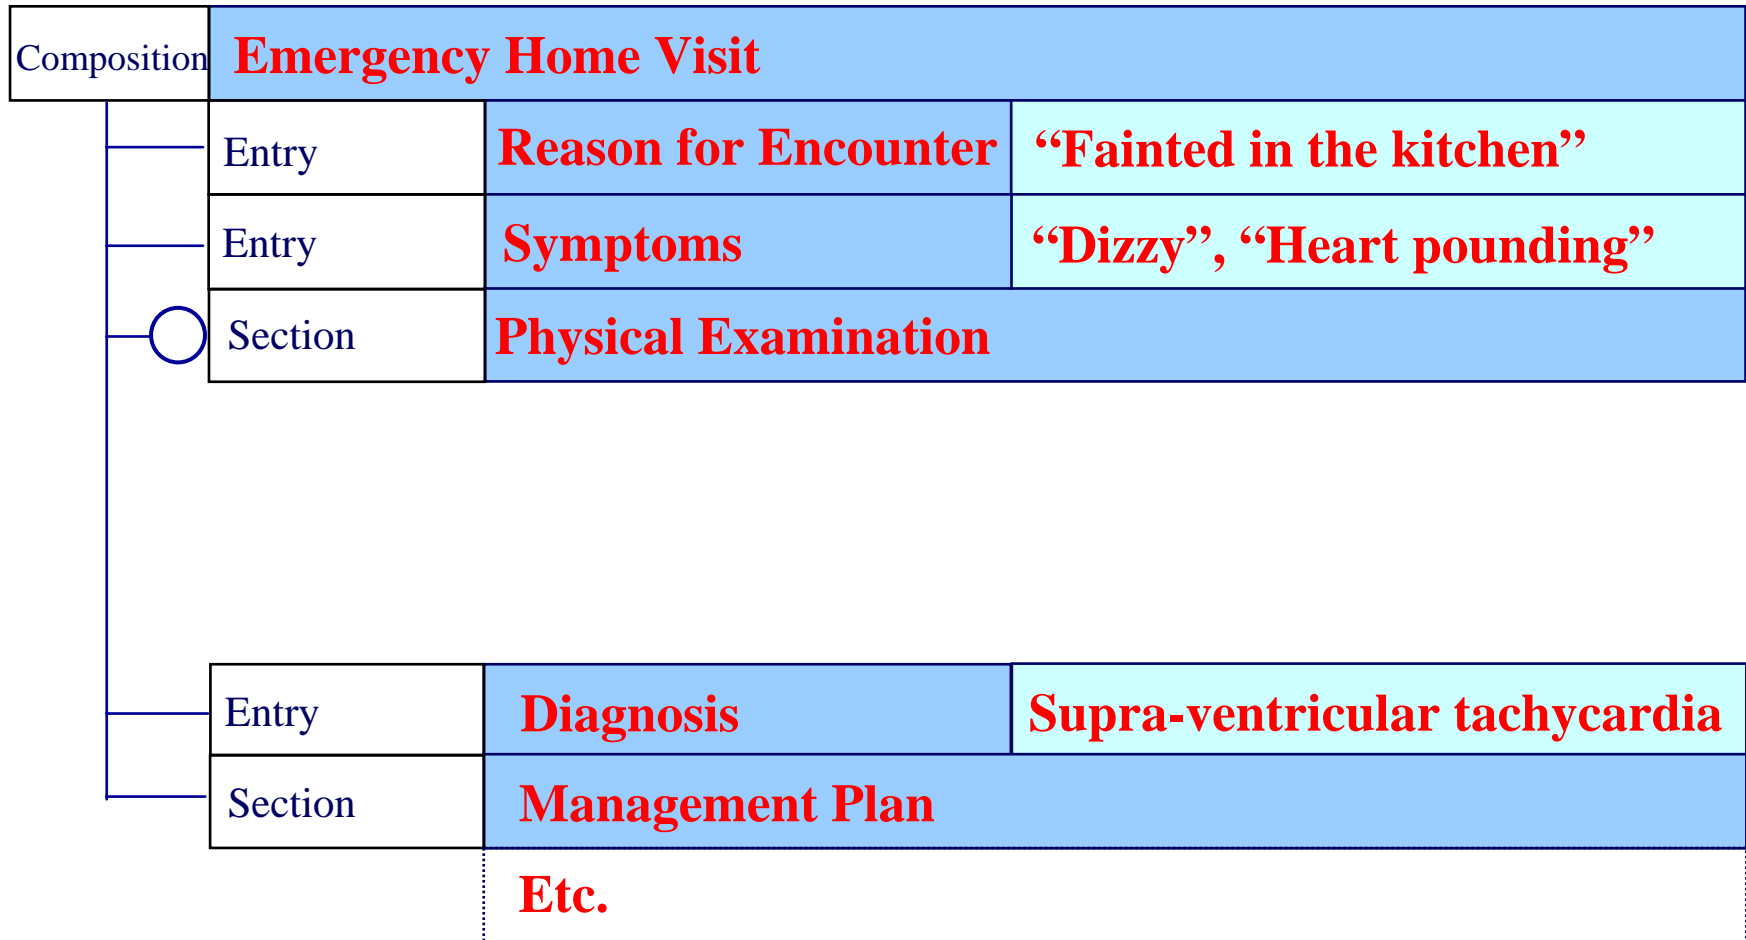 Composition Emergency Home Visit
Entry Reason for Encounter “Fainted in the kitchen”
Entry Symptoms “Dizzy”, “Heart pounding”
Section Physical Examination
Entry Diagnosis Supra-ventricular tachycardia
Section Management Plan
Etc.